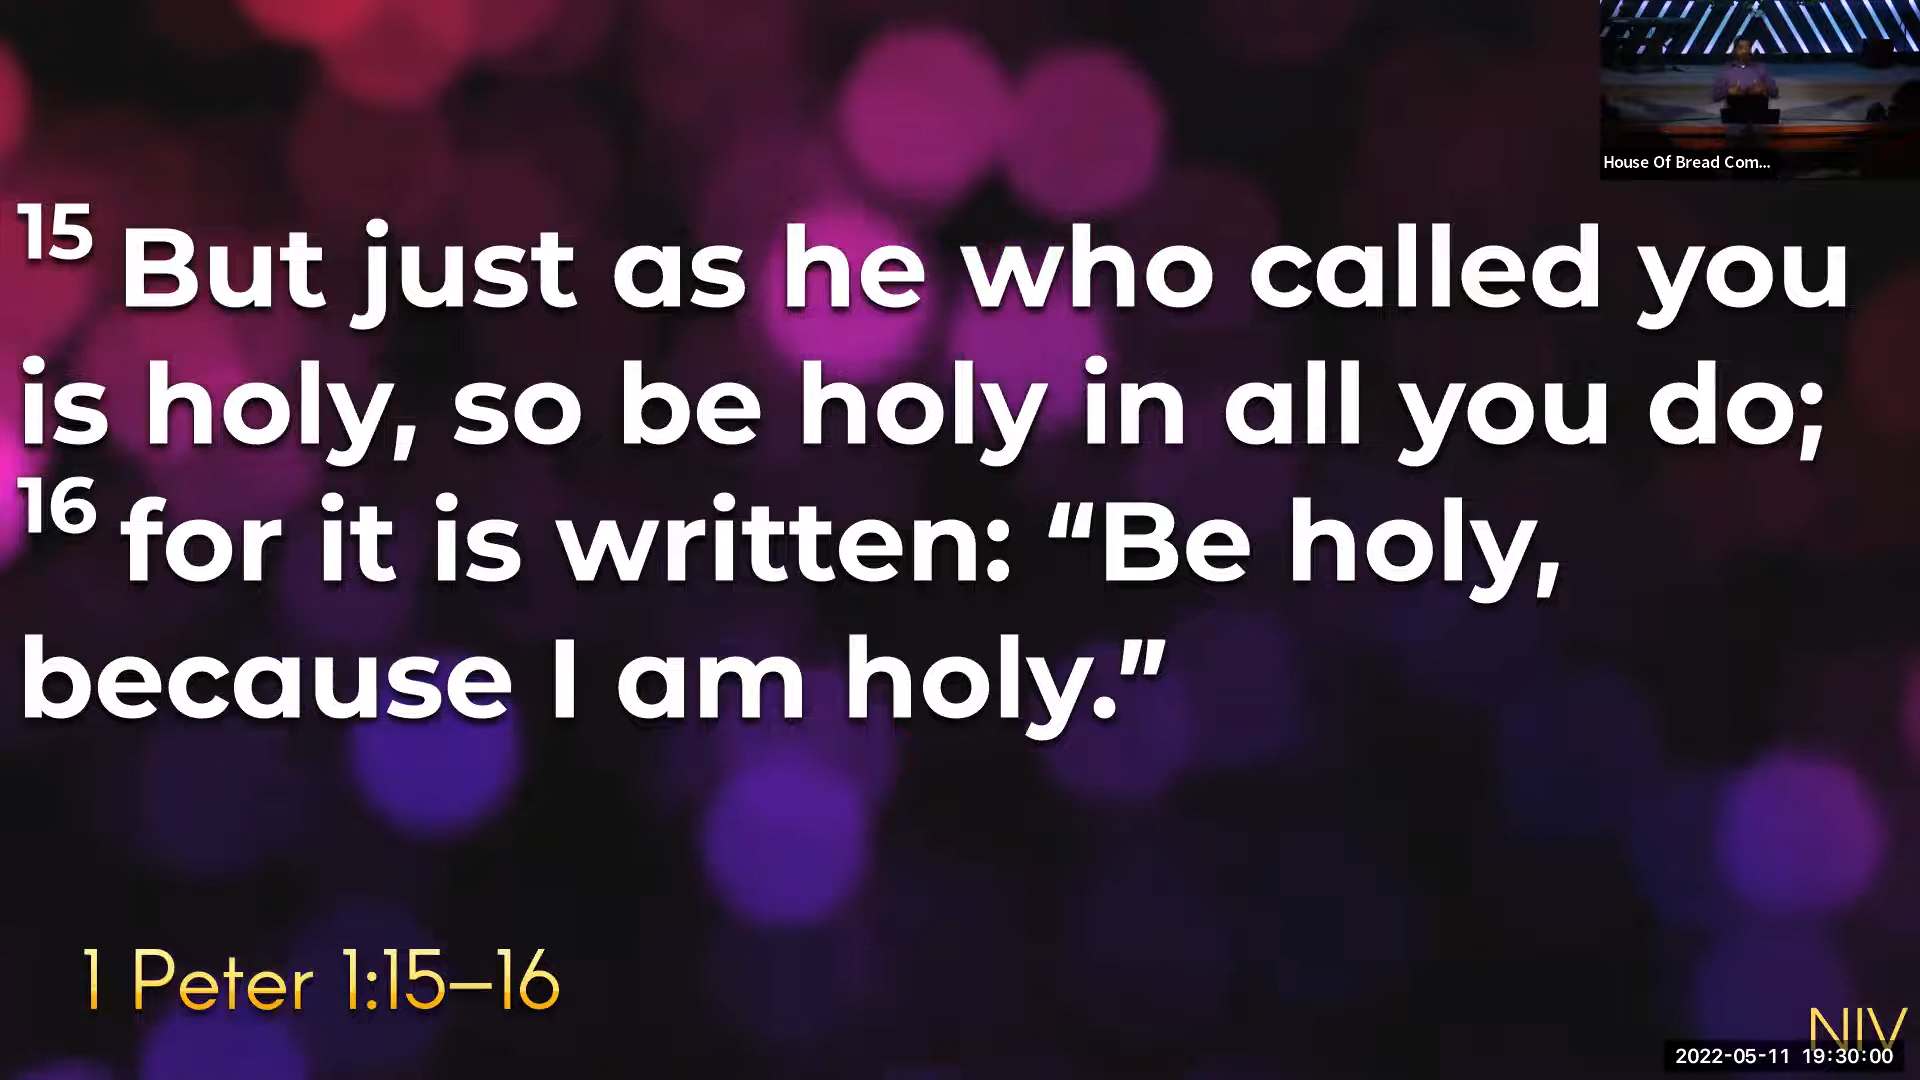 House Of Bread Com...
15 But just as he who called you
is holy, so be holy in all you do;
16 for it is written: “Be holy,
because I am holy.”
1 Peter 1:15–16
NIV
2022-05-11 19:30:00